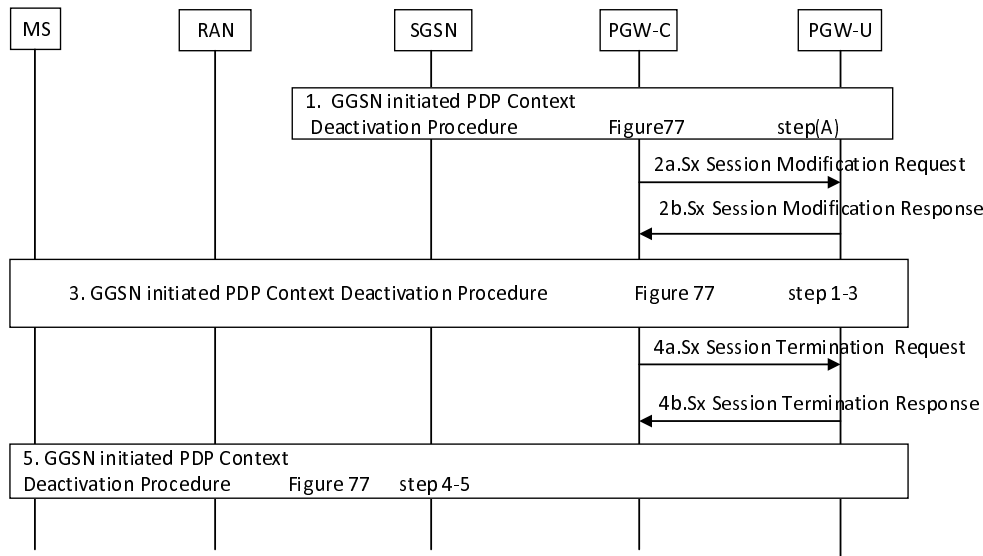 MS
RAN
SGSN
PGW-C
PGW-U
1. GGSN initiated PDP Context
Deactivation Procedure Figure77 step(A)
2a.Sx Session Modification Request
2b.Sx Session Modification Response
3. GGSN initiated PDP Context Deactivation Procedure Figure 77 step 1-3
4a.Sx Session Termination Request
4b.Sx Session Termination Response
5. GGSN initiated PDP Context
Deactivation Procedure Figure 77 step 4-5